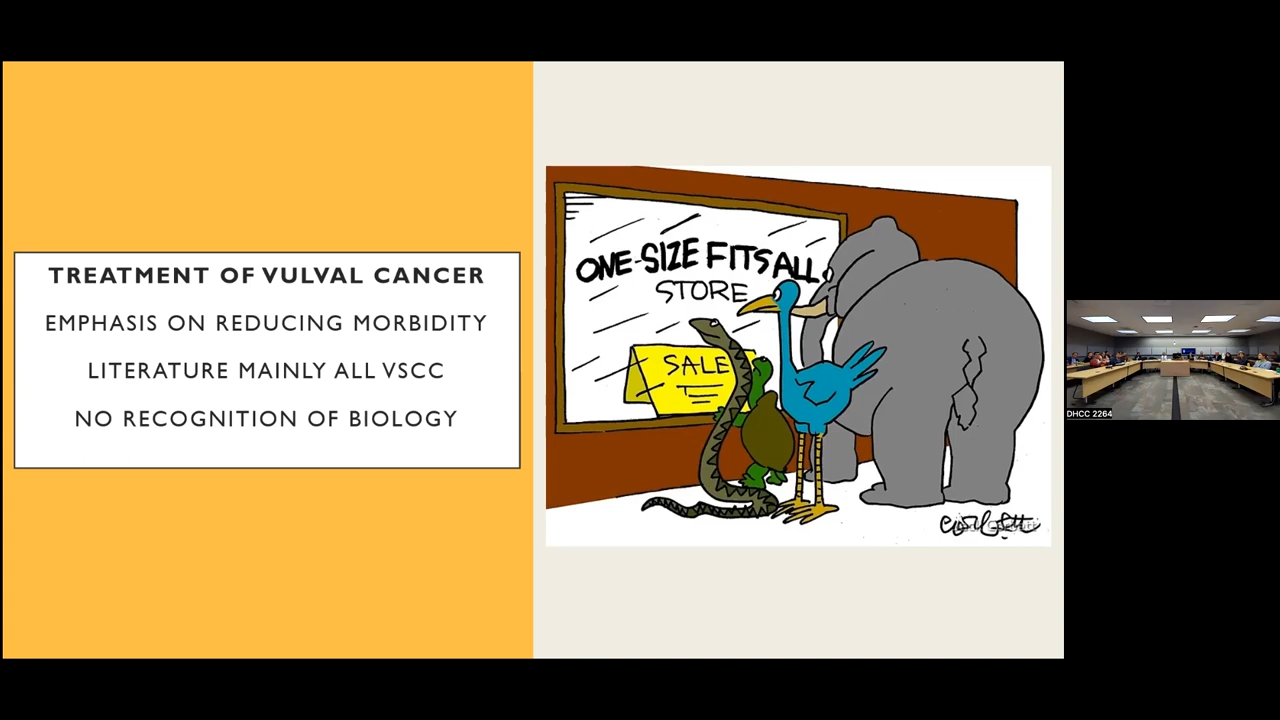 TREATMENT OF VULVAL CANCER
EMPHASIS ON REDUCING MORBIDITY
LITERATURE MAINLY ALL VSCC
NO RECOGNITION OF BIOLOGY
ONE-SIZE FITS ALL
STORE
SALE
DHCC 2264